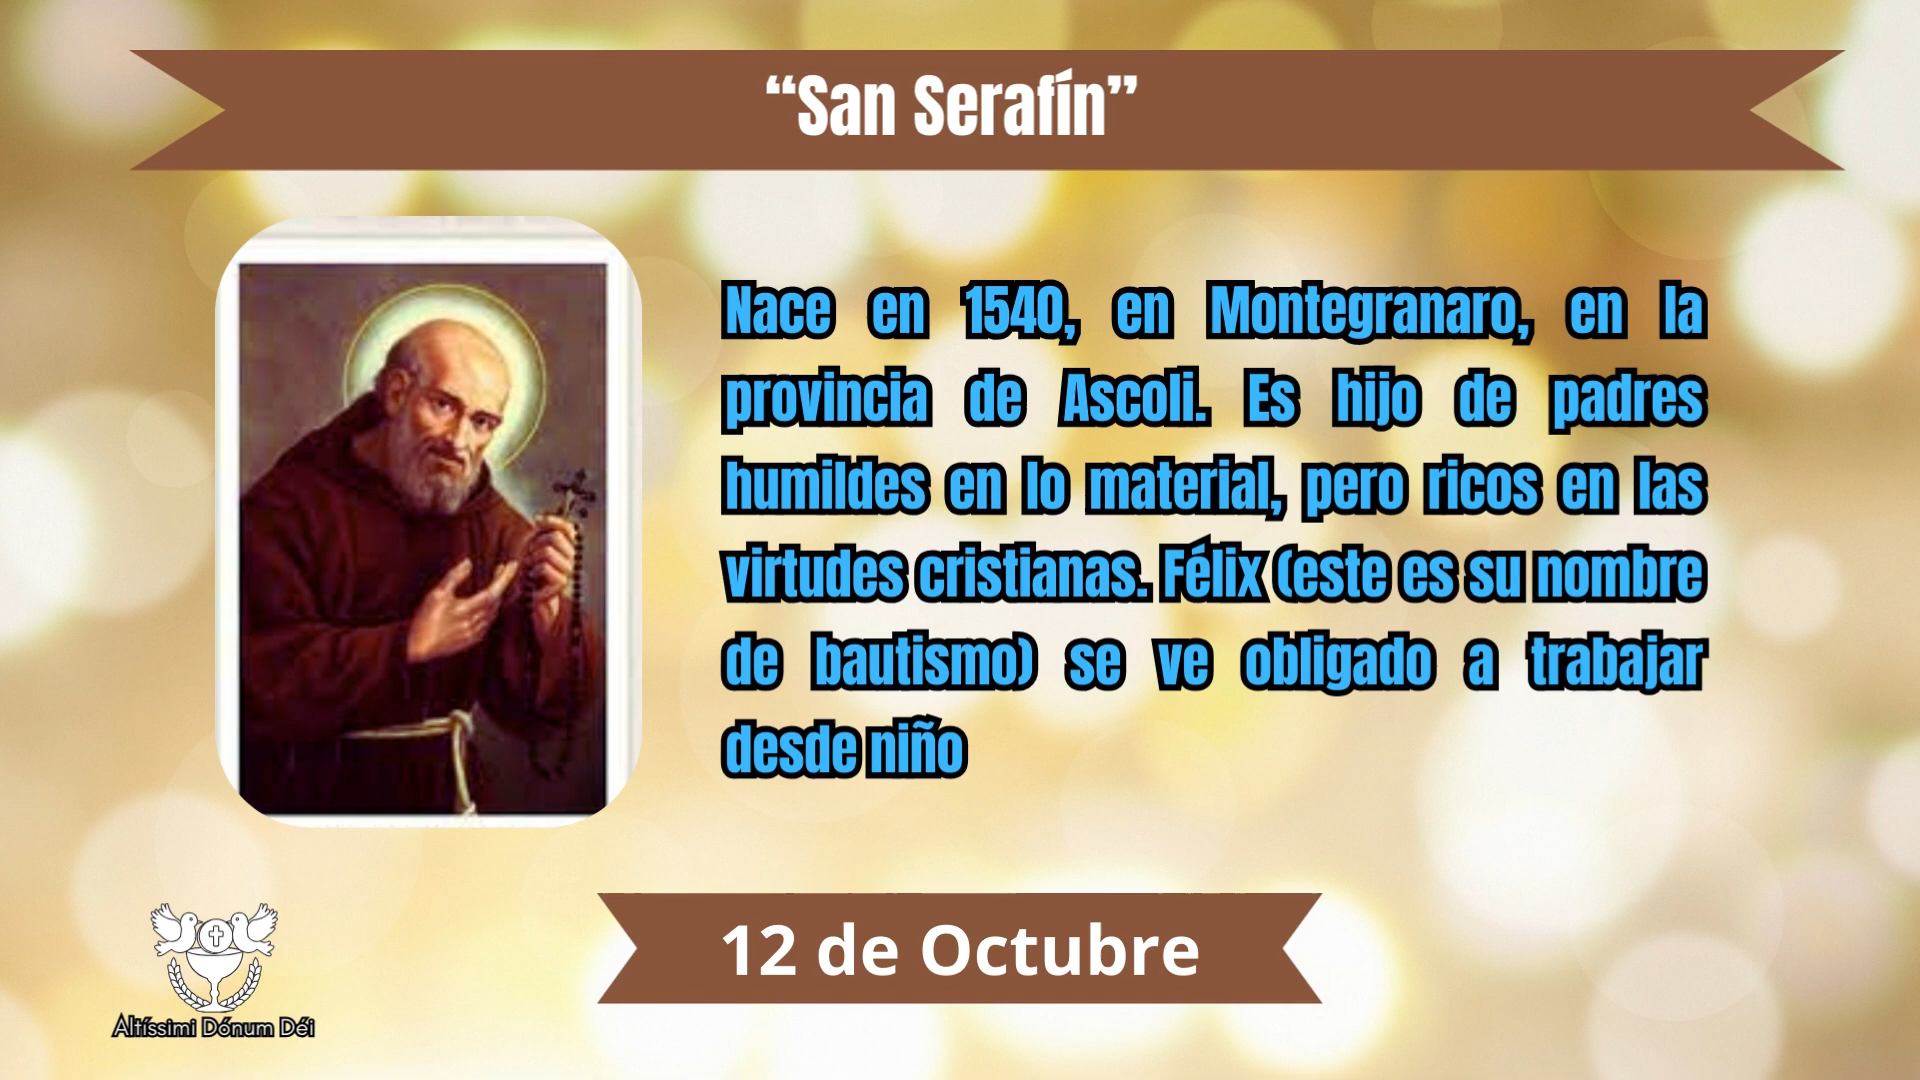 “San Serafín”
Nace en 1540, en Montegranaro, en la
provincia de Ascoli. Es hijo de padres
humildes en lo material, pero ricos en las
virtudes cristianas. Félix (este es su nombre
de bautismo) se ve obligado a trabajar
desde niño
12 de Octubre
Altíssimi Dónum Déi